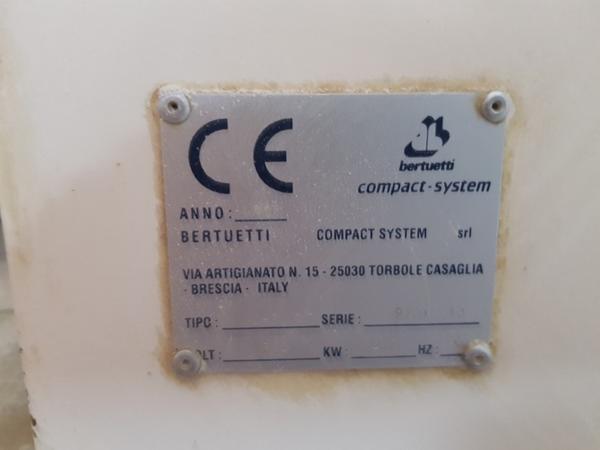 CE
bertuetti
compact-system
ANNO:
BERTUETTI COMPACT SYSTEM srl
VIA ARTIGIANATO N. 15 - 25030 TORBOLE CASAGLIA
- BRESCIA - ITALY
TIPO: SERIE:
VOLT: KW: HZ: